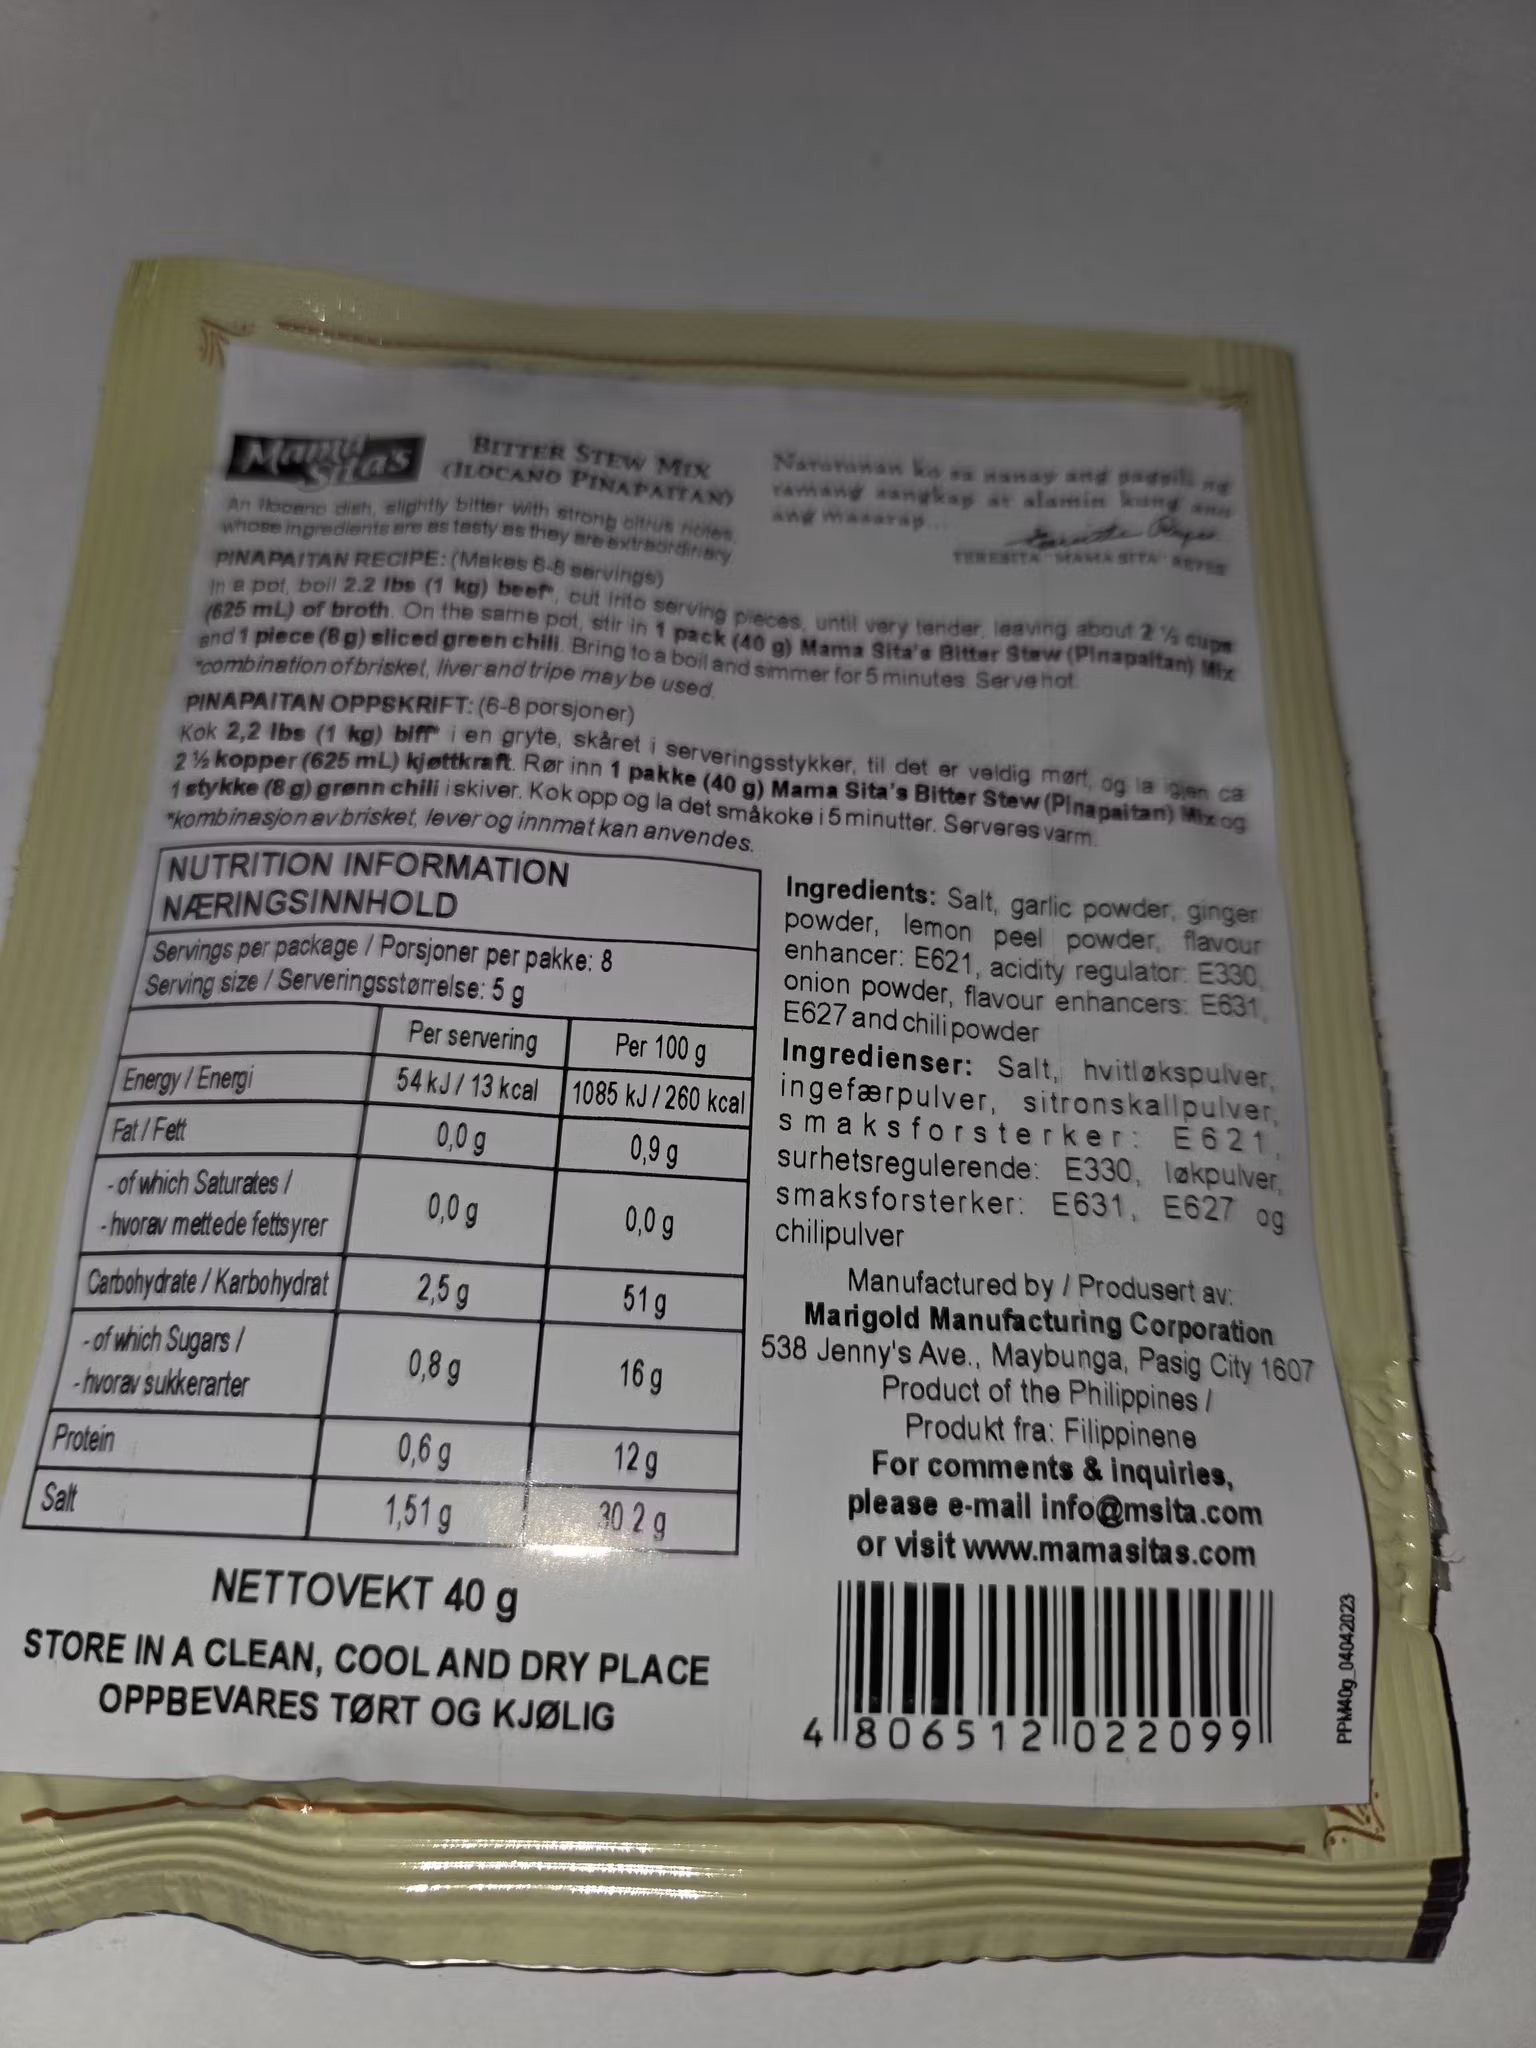 Mama Sita's
BITTER STEW MIX
(ILOCANO PINAPAITAN)
An Ilocano dish, slightly bitter with strong citrus notes,
whose ingredients are as tasty as they are extraordinary.
ko sa nanay ang pagpili ng
sangkap at alamin kung ano
ang masarap...
TERESITA "MAMA SITA" REYES
PINAPAITAN RECIPE: (Makes 6-8 servings)
In a pot, boil 2.2 lbs (1 kg) beef*, cut into serving pieces, until very tender, leaving about 2 ½ cups
(625 mL) of broth. On the same pot, stir in 1 pack (40 g) Mama Sita's Bitter Stew (Pinapaitan) Mix
and 1 piece (8 g) sliced green chili. Bring to a boil and simmer for 5 minutes. Serve hot.
*combination of brisket, liver and tripe may be used.
PINAPAITAN OPPSKRIFT: (6-8 porsjoner)
Kok 2,2 lbs (1 kg) biff* i en gryte, skåret i serveringsstykker, til det er veldig mørt, og la igjen ca
2 ½ kopper (625 mL) kjøttkraft. Rør inn 1 pakke (40 g) Mama Sita's Bitter Stew (Pinapaitan) Mix og
1 stykke (8 g) grønn chili i skiver. Kok opp og la det småkoke i 5 minutter. Serveres varm.
*kombinasjon av brisket, lever og innmat kan anvendes.
NUTRITION INFORMATION
NÆRINGSINNHOLD
Servings per package / Porsjoner per pakke: 8
Serving size / Serveringsstørrelse: 5 g
Per servering Per 100 g
Energy / Energi 54 kJ / 13 kcal 1085 kJ / 260 kcal
Fat / Fett 0,0 g 0,9 g
- of which Saturates /
- hvorav mettede fettsyrer 0,0 g 0,0 g
Carbohydrate / Karbohydrat 2,5 g 51 g
- of which Sugars /
- hvorav sukkerarter 0,8 g 16 g
Protein 0,6 g 12 g
Salt 1,51 g 30 2 g
NETTOVEKT 40 g
STORE IN A CLEAN, COOL AND DRY PLACE
OPPBEVARES TØRT OG KJØLIG
Ingredients: Salt, garlic powder, ginger
powder, lemon peel powder, flavour
enhancer: E621, acidity regulator: E330,
onion powder, flavour enhancers: E631,
E627 and chili powder
Ingredienser: Salt, hvitløkspulver,
ingefærpulver, sitronskallpulver,
smaksforsterker: E621,
surhetsregulerende: E330, løkpulver,
smaksforsterker: E631, E627 og
chilipulver
Manufactured by / Produsert av:
Marigold Manufacturing Corporation
538 Jenny's Ave., Maybunga, Pasig City 1607
Product of the Philippines /
Produkt fra: Filippinene
For comments & inquiries,
please e-mail info@msita.com
or visit www.mamasitas.com
4 806512 022099
PPM40g_04042023